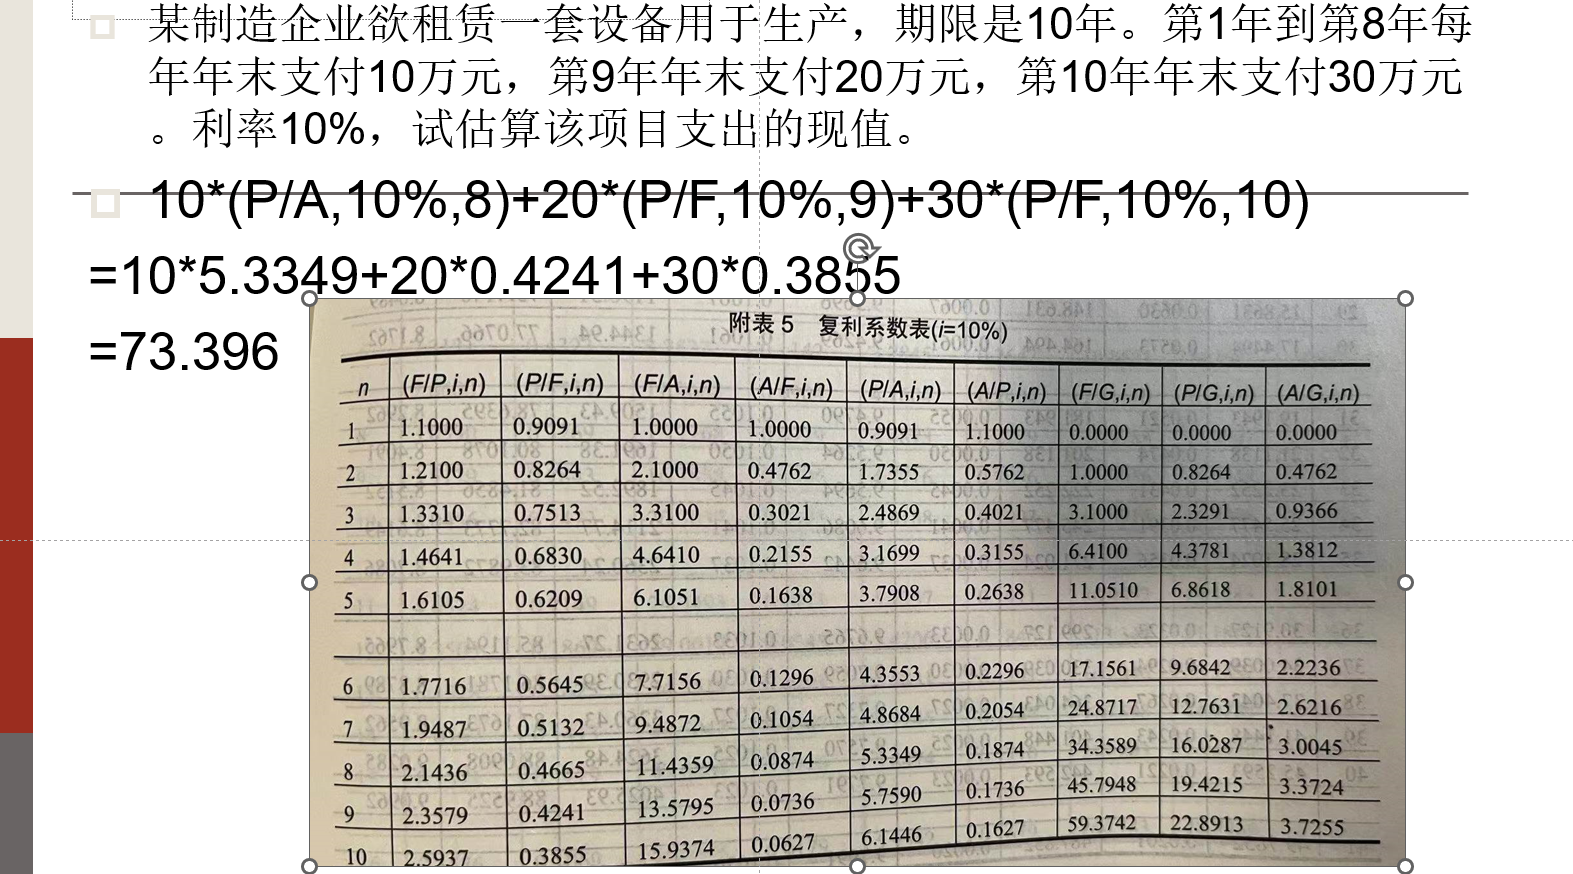 某制造企业欲租赁一套设备用于生产，期限是10年。第1年到第8年每
年年末支付10万元，第9年年末支付20万元，第10年年末支付30万元
。利率10%，试估算该项目支出的现值。
10*(P/A,10%,8)+20*(P/F,10%,9)+30*(P/F,10%,10)
=10*5.3349+20*0.4241+30*0.3855
=73.396
附表 5 复利系数表(i=10%)
n (F/P,i,n) (P/F,i,n) (F/A,i,n) (A/F,i,n) (P/A,i,n) (A/P,i,n) (F/G,i,n) (P/G,i,n) (A/G,i,n)
1 1.1000 0.9091 1.0000 1.0000 0.9091 1.1000 0.0000 0.0000 0.0000
2 1.2100 0.8264 2.1000 0.4762 1.7355 0.5762 1.0000 0.8264 0.4762
3 1.3310 0.7513 3.3100 0.3021 2.4869 0.4021 3.1000 2.3291 0.9366
4 1.4641 0.6830 4.6410 0.2155 3.1699 0.3155 6.4100 4.3781 1.3812
5 1.6105 0.6209 6.1051 0.1638 3.7908 0.2638 11.0510 6.8618 1.8101
6 1.7716 0.5645 7.7156 0.1296 4.3553 0.2296 17.1561 9.6842 2.2236
7 1.9487 0.5132 9.4872 0.1054 4.8684 0.2054 24.8717 12.7631 2.6216
8 2.1436 0.4665 11.4359 0.0874 5.3349 0.1874 34.3589 16.0287 3.0045
9 2.3579 0.4241 13.5795 0.0736 5.7590 0.1736 45.7948 19.4215 3.3724
10 2.5937 0.3855 15.9374 0.0627 6.1446 0.1627 59.3742 22.8913 3.7255